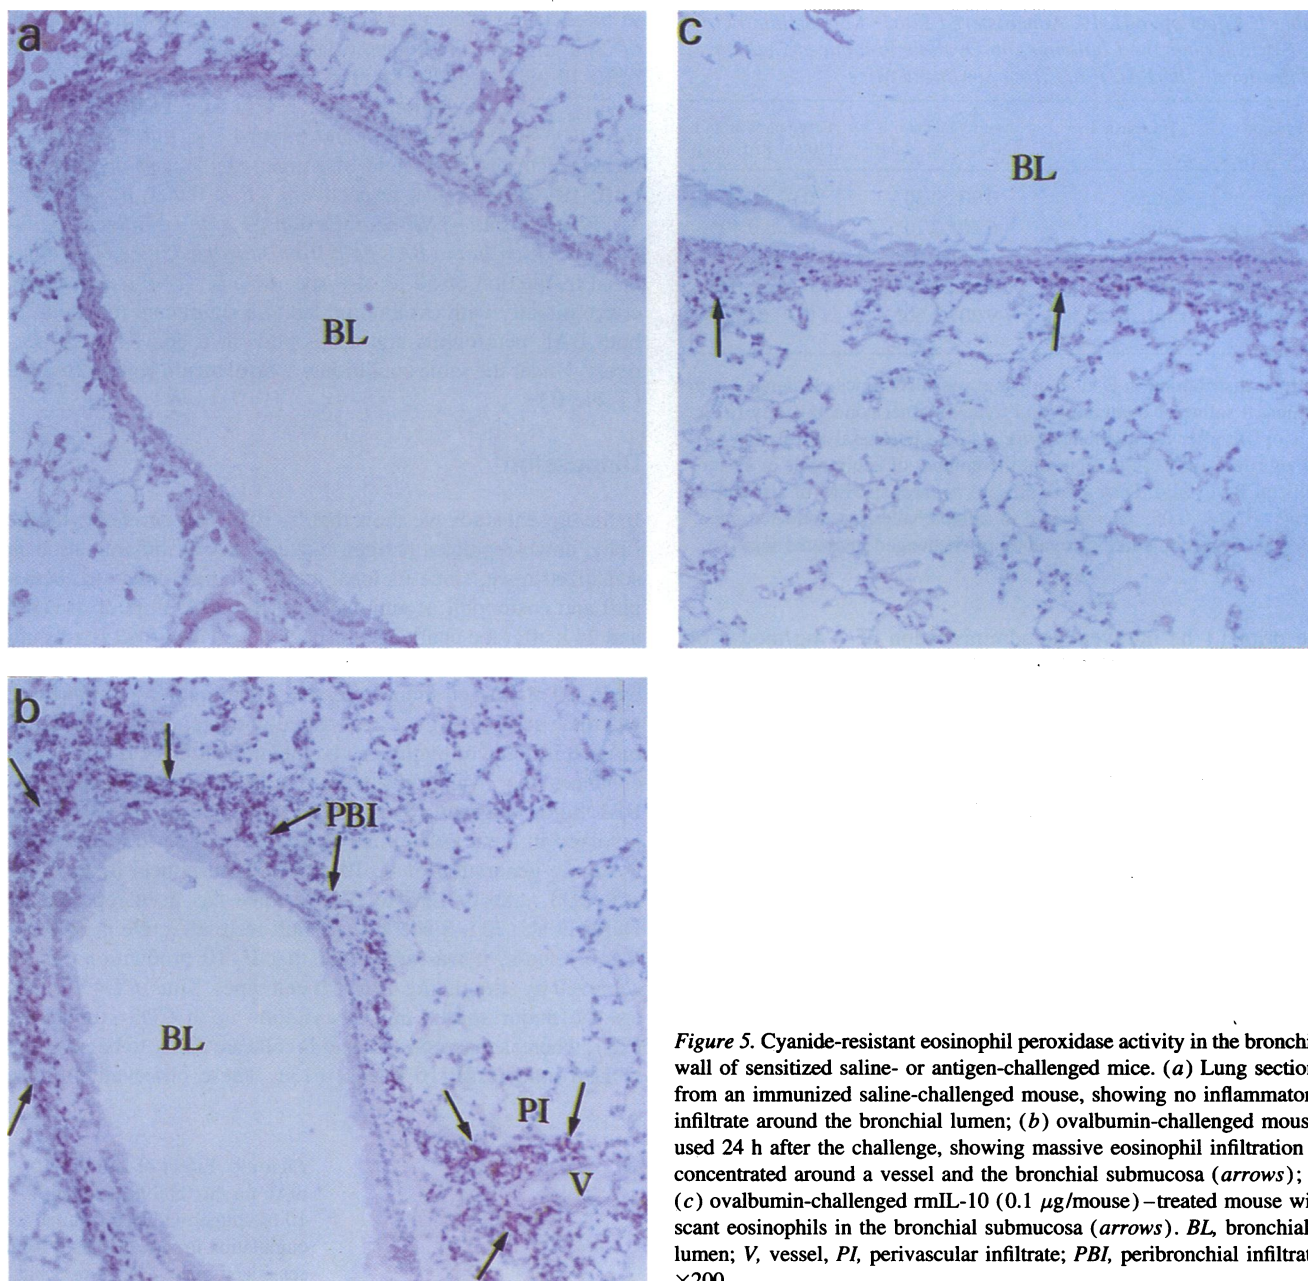 a
BL
c
BL
b
PBI
BL
PI
V
Figure 5. Cyanide-resistant eosinophil peroxidase activity in the bronchi
wall of sensitized saline- or antigen-challenged mice. (a) Lung section
from an immunized saline-challenged mouse, showing no inflammator
infiltrate around the bronchial lumen; (b) ovalbumin-challenged mous
used 24 h after the challenge, showing massive eosinophil infiltration
concentrated around a vessel and the bronchial submucosa (arrows);
(c) ovalbumin-challenged rmIL-10 (0.1 μg/mouse)–treated mouse wi
scant eosinophils in the bronchial submucosa (arrows). BL, bronchial
lumen; V, vessel, PI, perivascular infiltrate; PBI, peribronchial infiltrat
×200